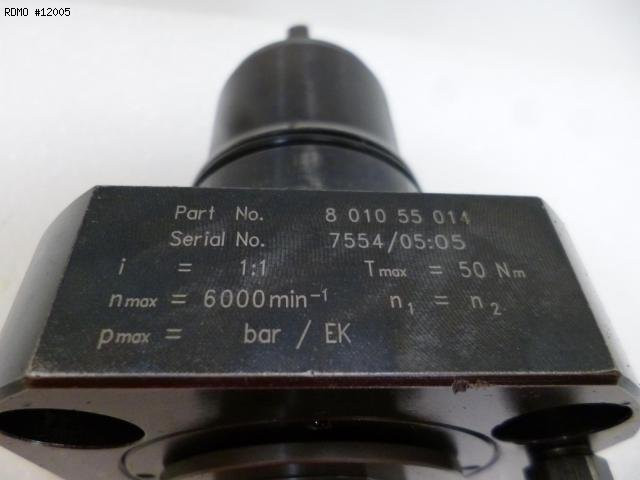 RDMO #12005
Part No. 8 010 55 014
Serial No. 7554/05:05
i = 1:1 Tmax = 50 Nm
nmax = 6000min⁻¹ n₁ = n₂
pmax = bar / EK